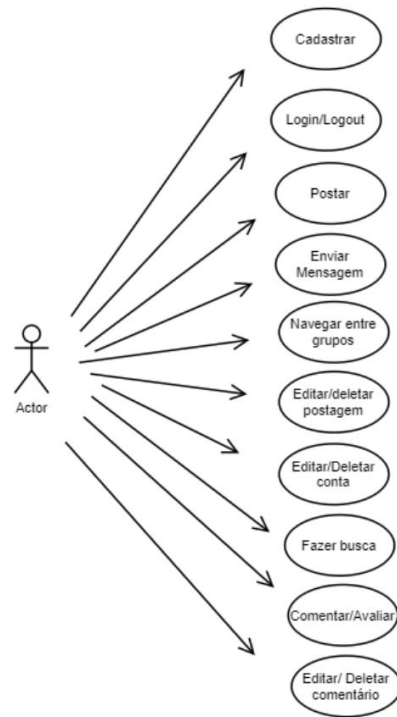 Cadastrar
Login/Logout
Postar
Enviar
Mensagem
Navegar entre
grupos
Actor
Editar/deletar
postagem
Editar/Deletar
conta
Fazer busca
Comentar/Avaliar
Editar/ Deletar
comentário